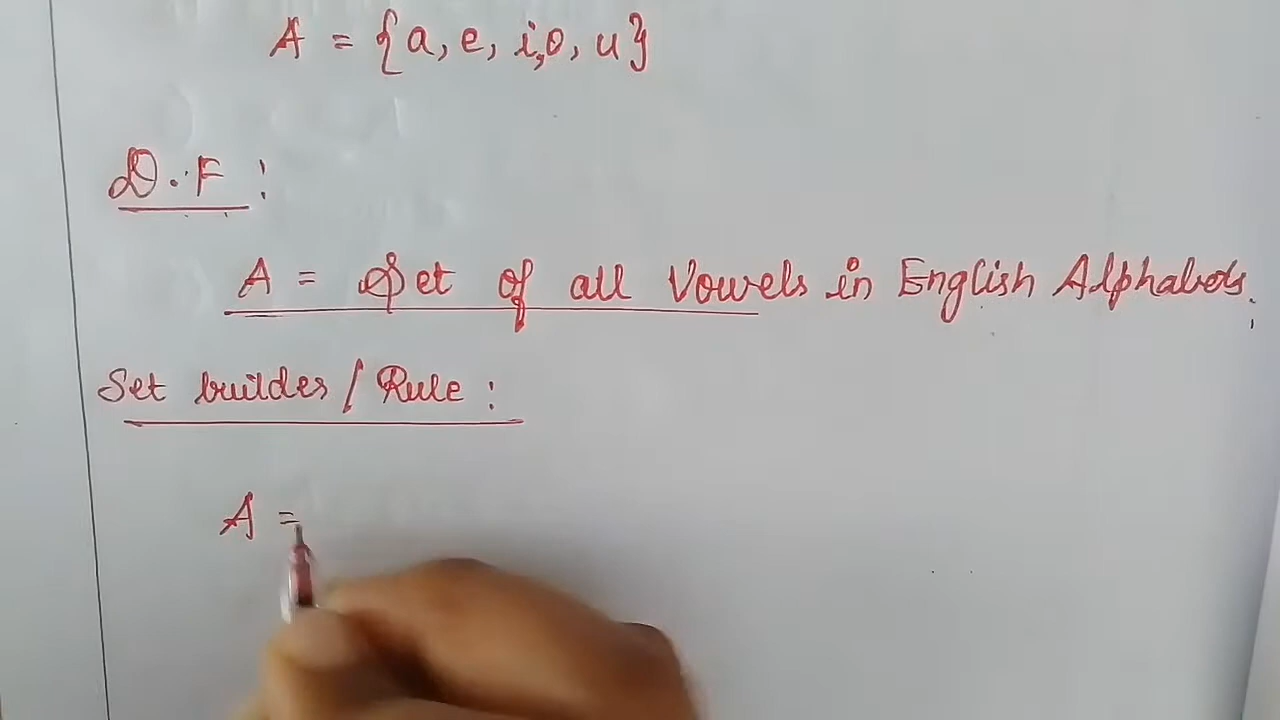 A = {a, e, i, o, u}
D.F :
A = Set of all Vowels in English Alphabets.
Set builder / Rule :
A =